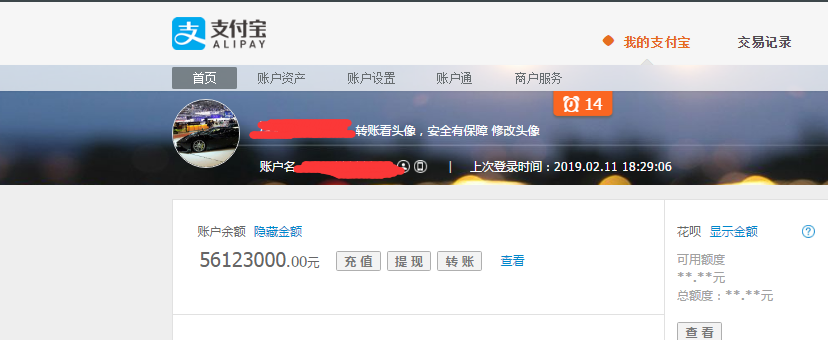 支付宝
ALIPAY
我的支付宝 交易记录
首页 账户资产 账户设置 账户通 商户服务
14
转账看头像，安全有保障 修改头像
账户名 | 上次登录时间：2019.02.11 18:29:06
账户余额 隐藏金额
56123000.00元 充 值 提 现 转 账 查看
花呗 显示金额
可用额度
**.**元
总额度：**.**元
查 看